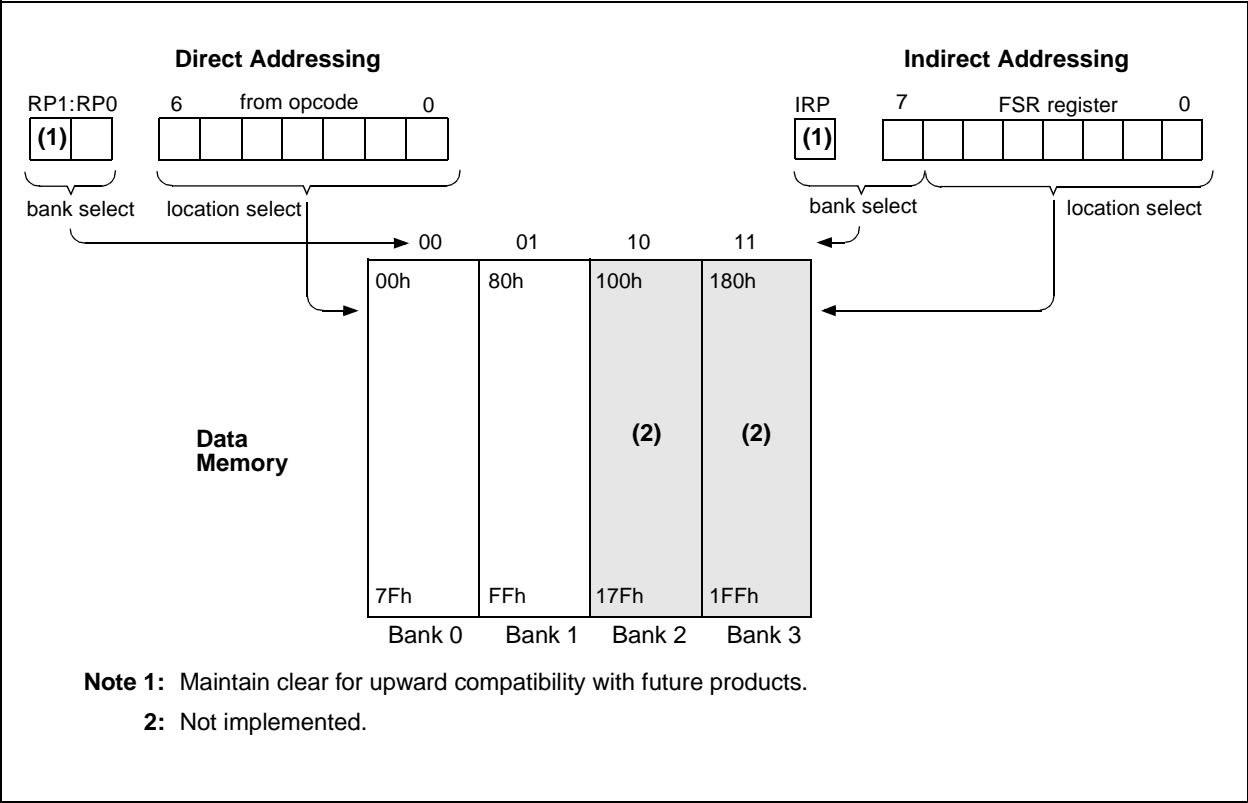 Direct Addressing
Indirect Addressing
RP1:RP0
6 from opcode 0
IRP
7 FSR register 0
(1)
(1)
bank select
location select
bank select
location select
00 01 10 11
00h 80h 100h 180h
(2) (2)
Data
Memory
7Fh FFh 17Fh 1FFh
Bank 0 Bank 1 Bank 2 Bank 3
Note 1: Maintain clear for upward compatibility with future products.
2: Not implemented.